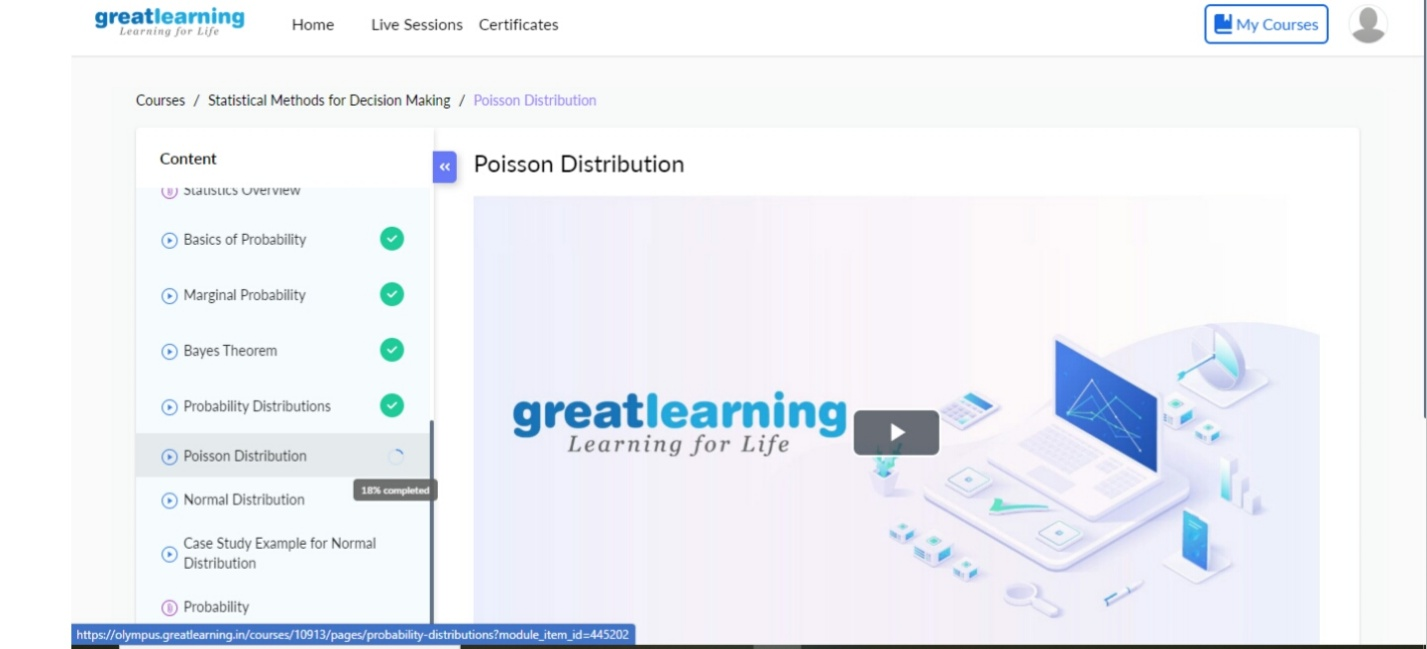 greatlearning
Learning for Life
Home
Live Sessions
Certificates
My Courses
Courses / Statistical Methods for Decision Making / Poisson Distribution
Content
Statistics Overview
Basics of Probability
Marginal Probability
Bayes Theorem
Probability Distributions
Poisson Distribution
18% completed
Normal Distribution
Case Study Example for Normal
Distribution
Probability
«
Poisson Distribution
greatlearning
Learning for Life
https://olympus.greatlearning.in/courses/10913/pages/probability-distributions?module_item_id=445202